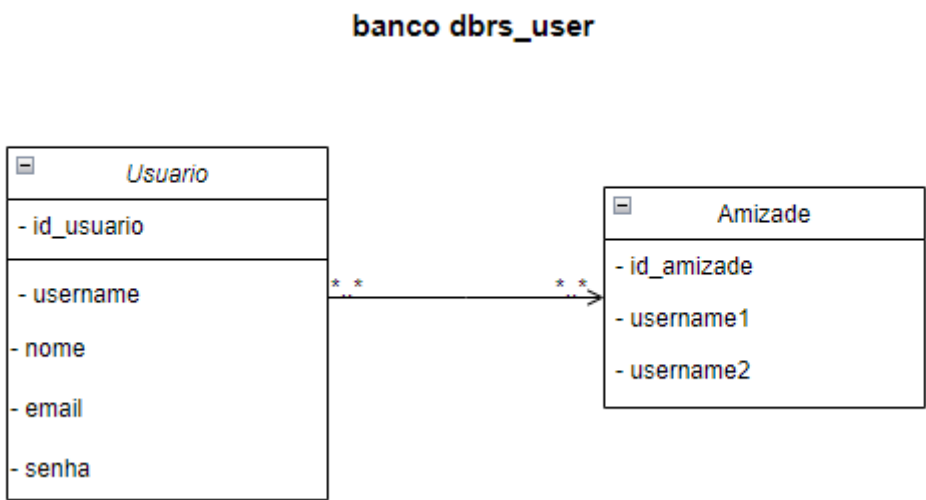 banco dbrs_user
Usuario
- id_usuario
- username
- nome
- email
- senha
*..*
*..*
Amizade
- id_amizade
- username1
- username2